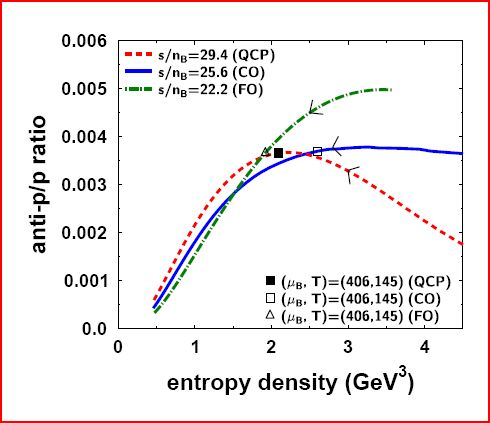 0.006
0.005
0.004
0.003
0.002
0.001
0.0
anti-p/p ratio
s/nB=29.4 (QCP)
s/nB=25.6 (CO)
s/nB=22.2 (FO)
(μB, T)=(406,145) (QCP)
(μB, T)=(406,145) (CO)
(μB, T)=(406,145) (FO)
0 1 2 3 4
entropy density (GeV³)